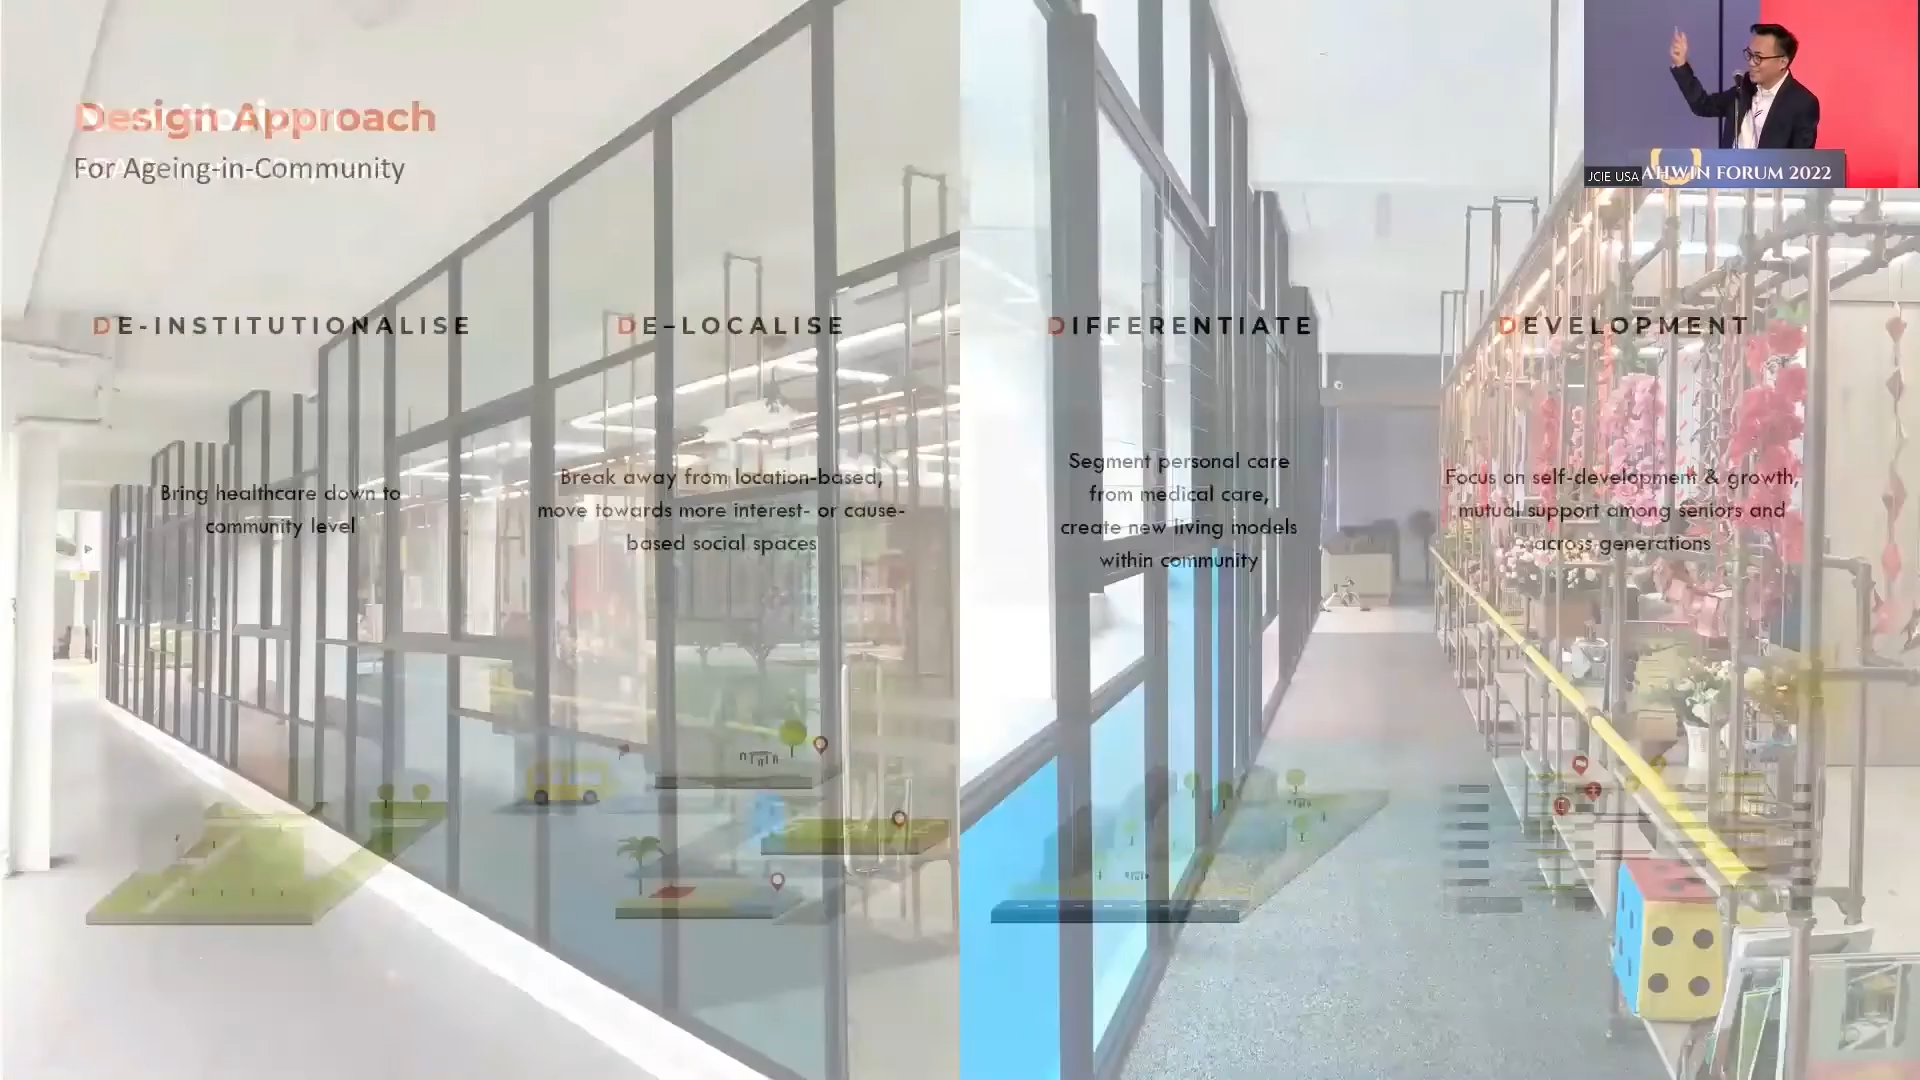 Design Approach
For Ageing-in-Community
DE-INSTITUTIONALISE
DE-LOCALISE
DIFFERENTIATE
DEVELOPMENT
Bring healthcare down to
community level
Break away from location-based,
move towards more interest- or cause-
based social spaces
Segment personal care
from medical care,
create new living models
within community
Focus on self-development & growth,
mutual support among seniors and
across generations
JCIE USA
AHWIN FORUM 2022